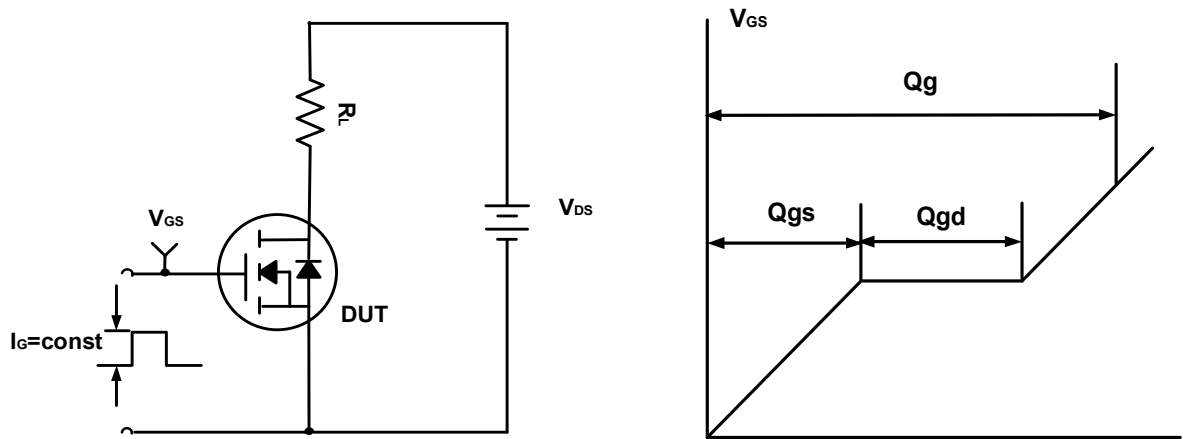 RL
VGS
VDS
DUT
IG=const
VGS
Qg
Qgs
Qgd